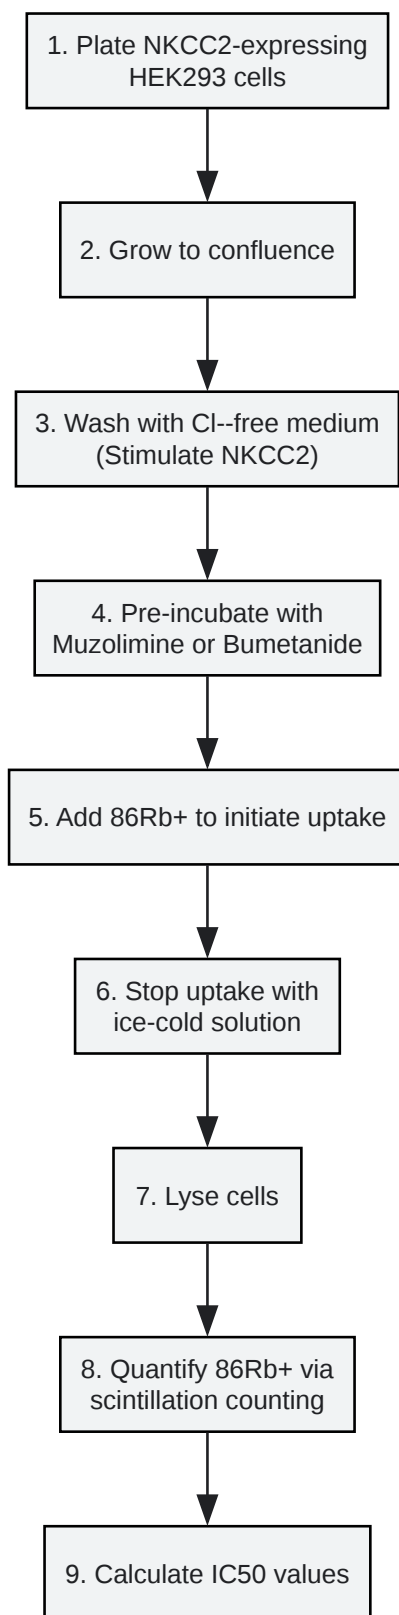 1. Plate NKCC2-expressing
HEK293 cells
2. Grow to confluence
3. Wash with Cl--free medium
(Stimulate NKCC2)
4. Pre-incubate with
Muzolimine or Bumetanide
5. Add 86Rb+ to initiate uptake
6. Stop uptake with
ice-cold solution
7. Lyse cells
8. Quantify 86Rb+ via
scintillation counting
9. Calculate IC50 values